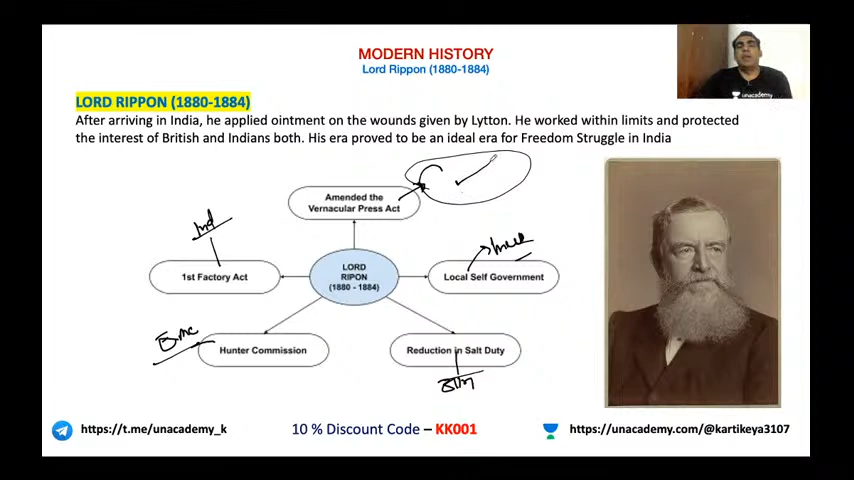 MODERN HISTORY
Lord Rippon (1880-1884)
unacademy
LORD RIPPON (1880-1884)
After arriving in India, he applied ointment on the wounds given by Lytton. He worked within limits and protected
the interest of British and Indians both. His era proved to be an ideal era for Freedom Struggle in India
Amended the
Vernacular Press Act
Ind
1st Factory Act
LORD
RIPON
(1880 - 1884)
Local Self Government
Hunter Commission
Reduction in Salt Duty
https://t.me/unacademy_k
10 % Discount Code – KK001
https://unacademy.com/@kartikeya3107